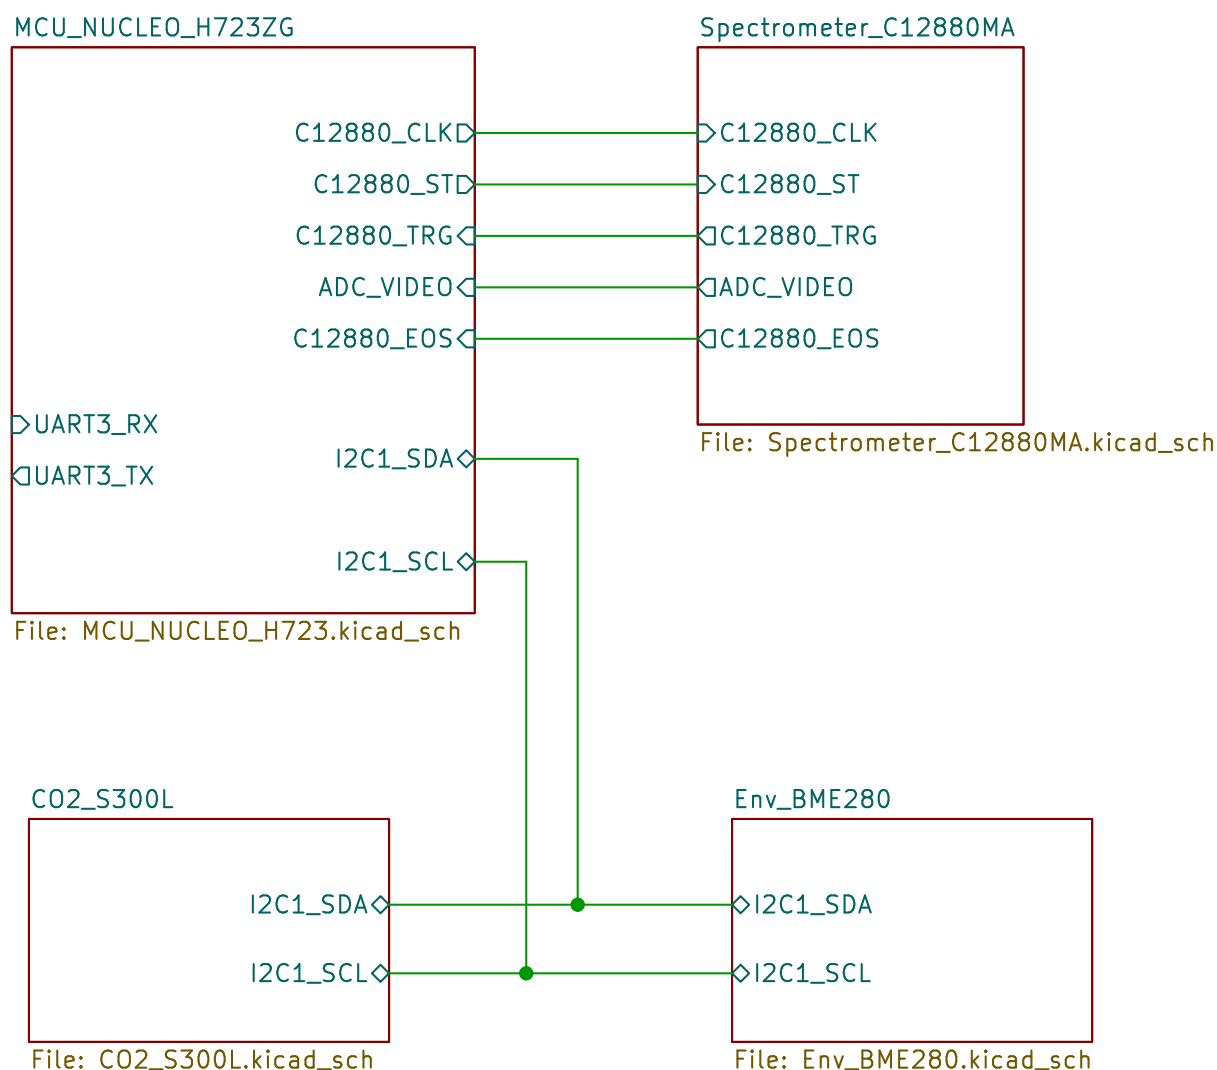 MCU_NUCLEO_H723ZG
C12880_CLK
C12880_ST
C12880_TRG
ADC_VIDEO
C12880_EOS
UART3_RX
UART3_TX
I2C1_SDA
I2C1_SCL
File: MCU_NUCLEO_H723.kicad_sch
Spectrometer_C12880MA
C12880_CLK
C12880_ST
C12880_TRG
ADC_VIDEO
C12880_EOS
File: Spectrometer_C12880MA.kicad_sch
CO2_S300L
I2C1_SDA
I2C1_SCL
File: CO2_S300L.kicad_sch
Env_BME280
I2C1_SDA
I2C1_SCL
File: Env_BME280.kicad_sch